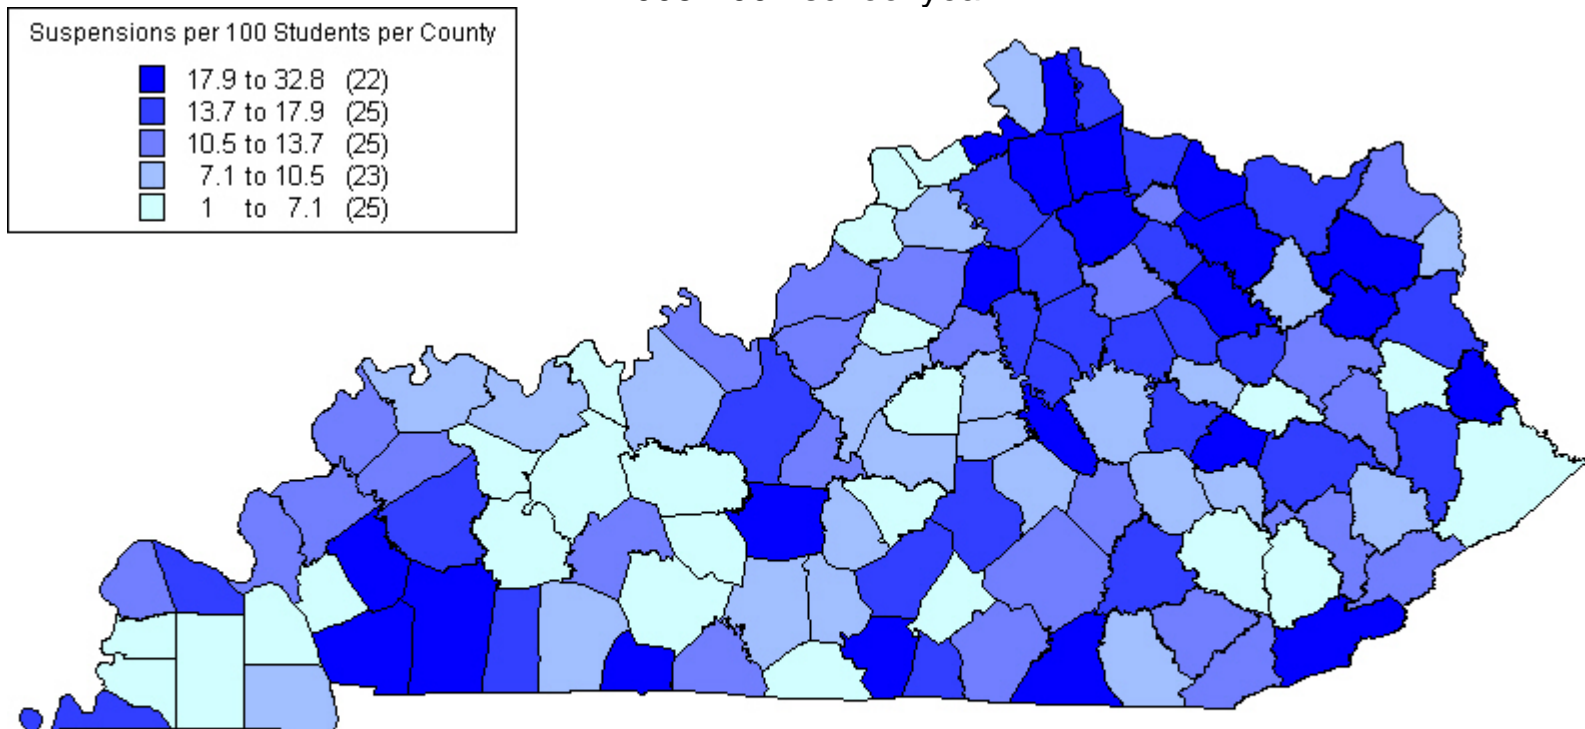 Suspensions per 100 Students per County
17.9 to 32.8 (22)
13.7 to 17.9 (25)
10.5 to 13.7 (25)
7.1 to 10.5 (23)
1 to 7.1 (25)